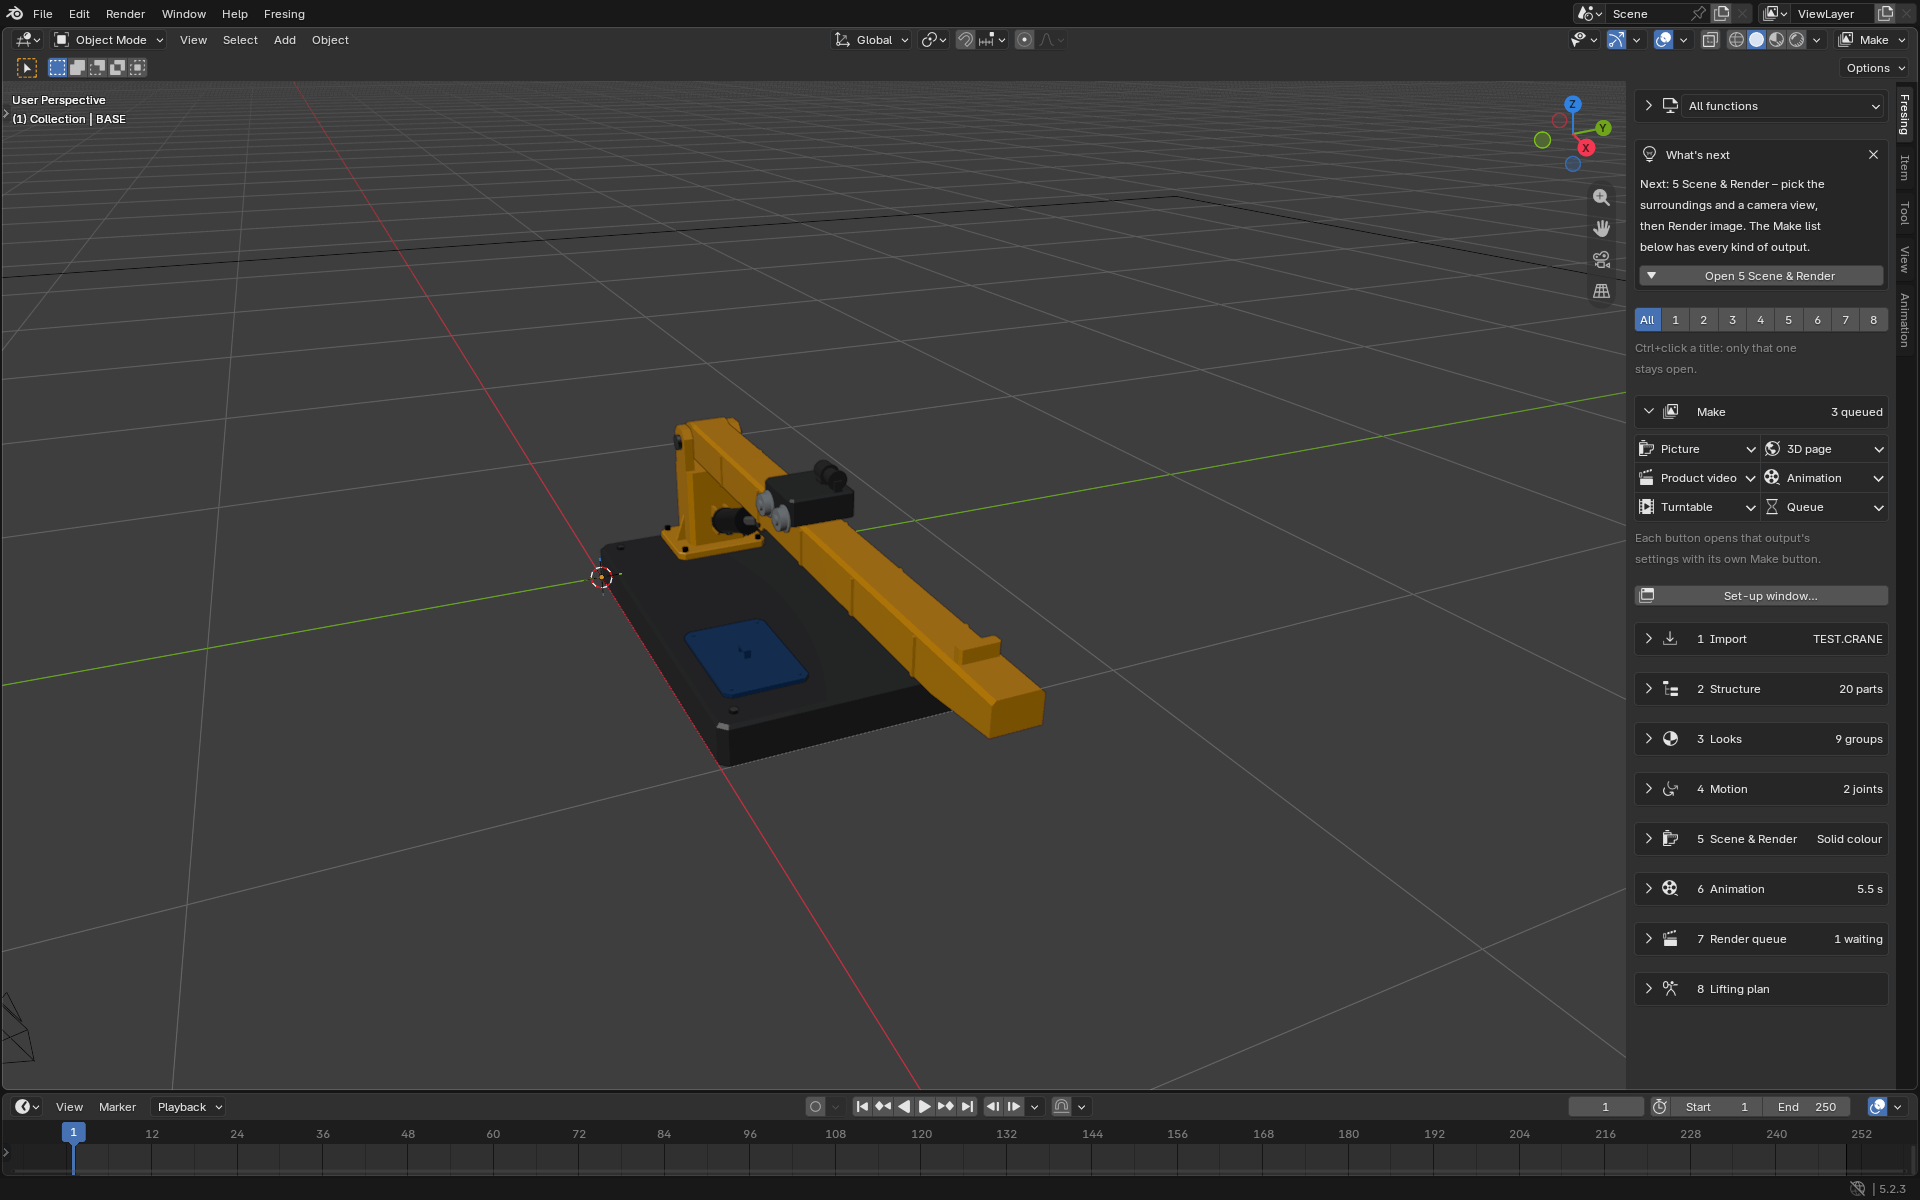 File Edit Render Window Help Fresing
Scene
ViewLayer
Object Mode View Select Add Object
Global
Make
Options
User Perspective
(1) Collection | BASE
Z
Y
X
All functions
What's next
Next: 5 Scene & Render – pick the
surroundings and a camera view,
then Render image. The Make list
below has every kind of output.
Open 5 Scene & Render
All 1 2 3 4 5 6 7 8
Ctrl+click a title: only that one
stays open.
Make 3 queued
Picture 3D page
Product video Animation
Turntable Queue
Each button opens that output's
settings with its own Make button.
Set-up window...
1 Import TEST.CRANE
2 Structure 20 parts
3 Looks 9 groups
4 Motion 2 joints
5 Scene & Render Solid colour
6 Animation 5.5 s
7 Render queue 1 waiting
8 Lifting plan
Fresing
Item
Tool
View
Animation
View Marker Playback
1 Start 1 End 250
1 12 24 36 48 60 72 84 96 108 120 132 144 156 168 180 192 204 216 228 240 252
5.2.3